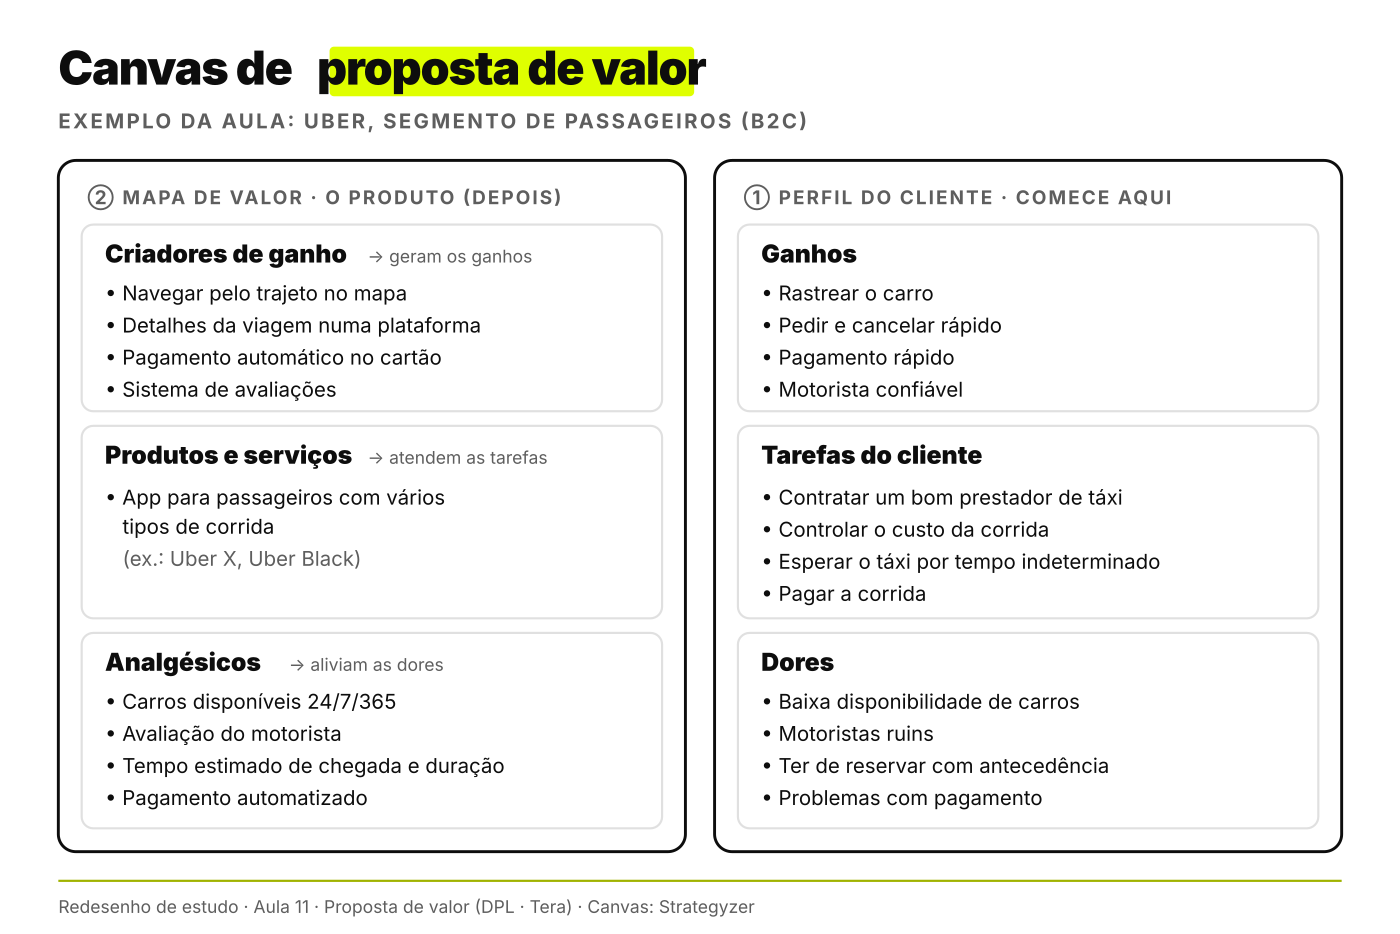 Canvas de proposta de valor
EXEMPLO DA AULA: UBER, SEGMENTO DE PASSAGEIROS (B2C)
② MAPA DE VALOR · O PRODUTO (DEPOIS)
Criadores de ganho → geram os ganhos
• Navegar pelo trajeto no mapa
• Detalhes da viagem numa plataforma
• Pagamento automático no cartão
• Sistema de avaliações
Produtos e serviços → atendem as tarefas
• App para passageiros com vários
tipos de corrida
(ex.: Uber X, Uber Black)
Analgésicos → aliviam as dores
• Carros disponíveis 24/7/365
• Avaliação do motorista
• Tempo estimado de chegada e duração
• Pagamento automatizado
① PERFIL DO CLIENTE · COMECE AQUI
Ganhos
• Rastrear o carro
• Pedir e cancelar rápido
• Pagamento rápido
• Motorista confiável
Tarefas do cliente
• Contratar um bom prestador de táxi
• Controlar o custo da corrida
• Esperar o táxi por tempo indeterminado
• Pagar a corrida
Dores
• Baixa disponibilidade de carros
• Motoristas ruins
• Ter de reservar com antecedência
• Problemas com pagamento
Redesenho de estudo · Aula 11 · Proposta de valor (DPL · Tera) · Canvas: Strategyzer